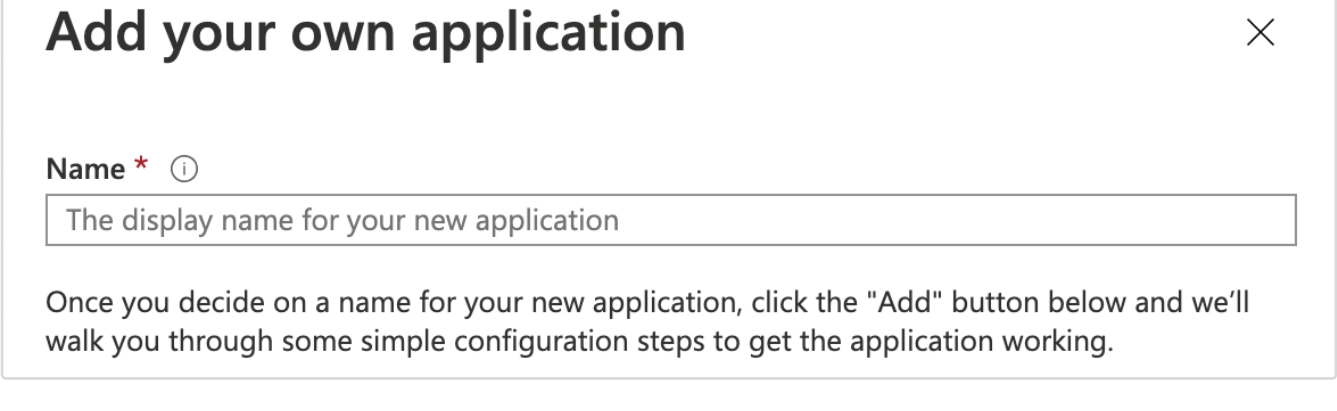 Add your own application
Name *
The display name for your new application
Once you decide on a name for your new application, click the "Add" button below and we’ll
walk you through some simple configuration steps to get the application working.